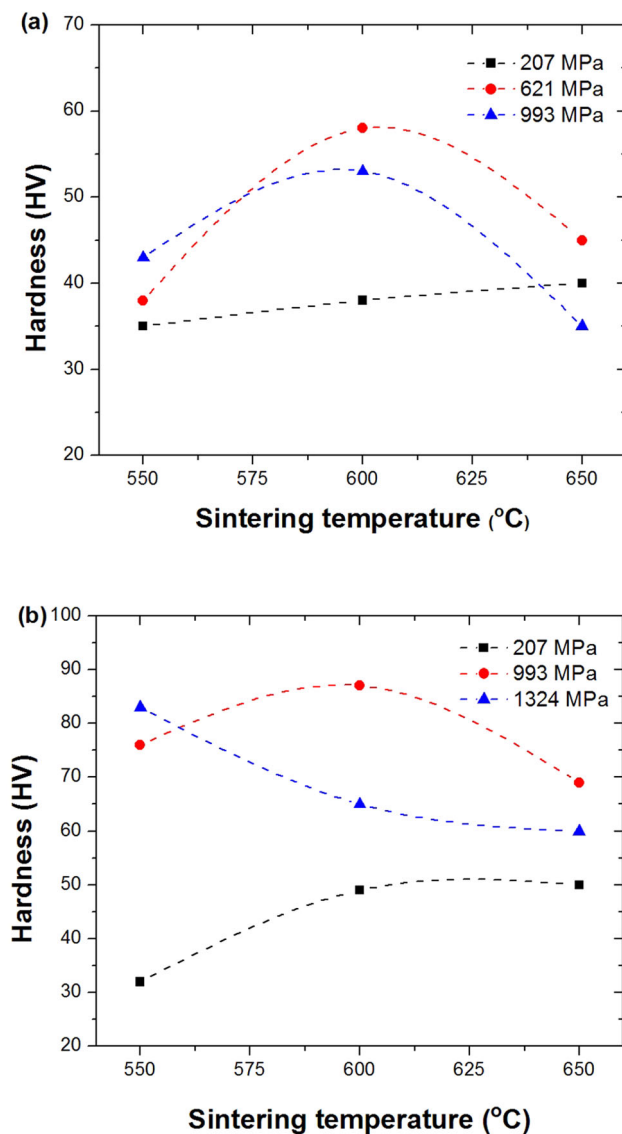 (a)
70
60
50
40
30
20
Hardness (HV)
207 MPa
621 MPa
993 MPa
550 575 600 625 650
Sintering temperature (°C)
(b)
100
90
80
70
60
50
40
30
20
Hardness (HV)
207 MPa
993 MPa
1324 MPa
550 575 600 625 650
Sintering temperature (°C)